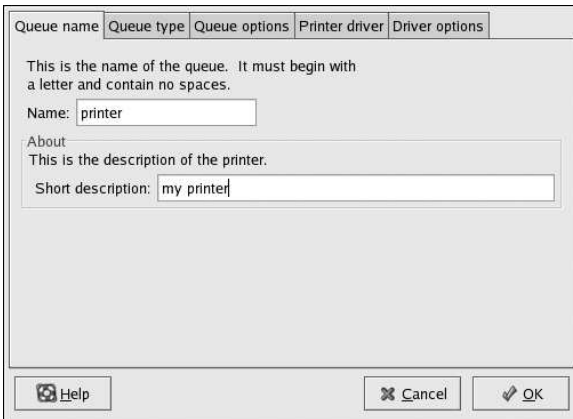 Queue name Queue type Queue options Printer driver Driver options
This is the name of the queue. It must begin with
a letter and contain no spaces.
Name: printer
About
This is the description of the printer.
Short description: my printer
Help Cancel OK